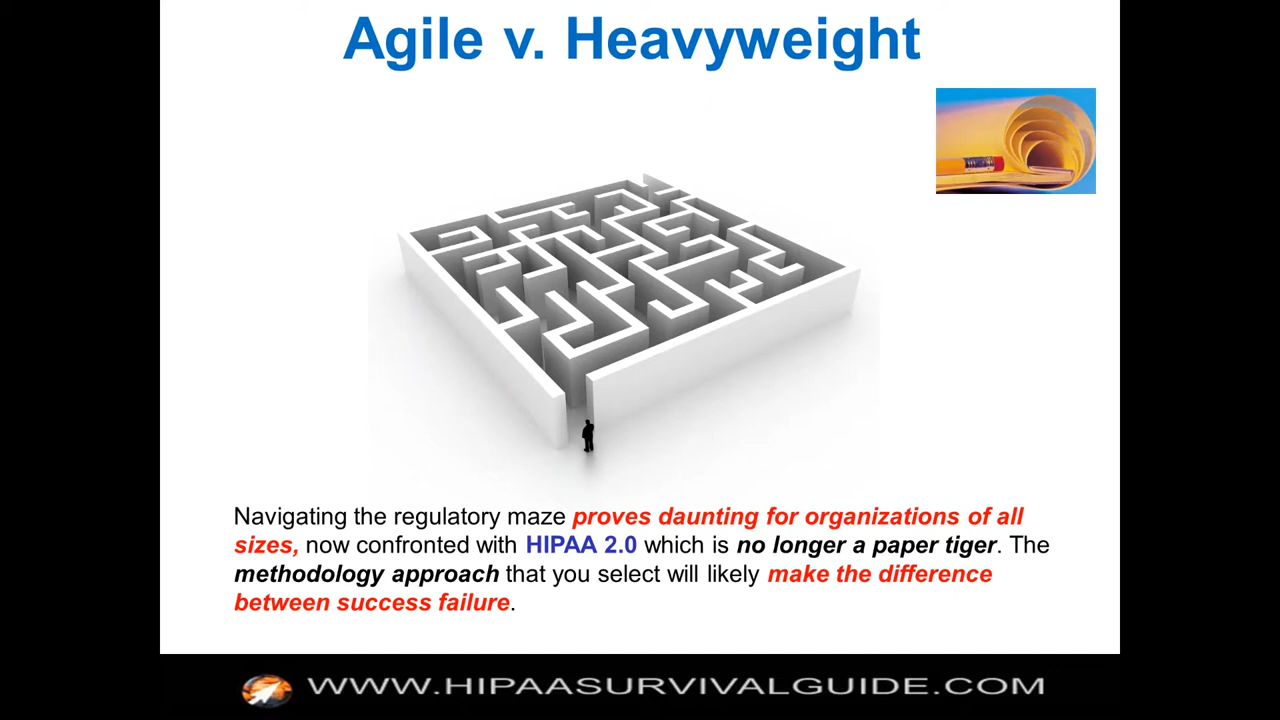 Agile v. Heavyweight
Navigating the regulatory maze proves daunting for organizations of all
sizes, now confronted with HIPAA 2.0 which is no longer a paper tiger. The
methodology approach that you select will likely make the difference
between success failure.
WWW.HIPAASURVIVALGUIDE.COM